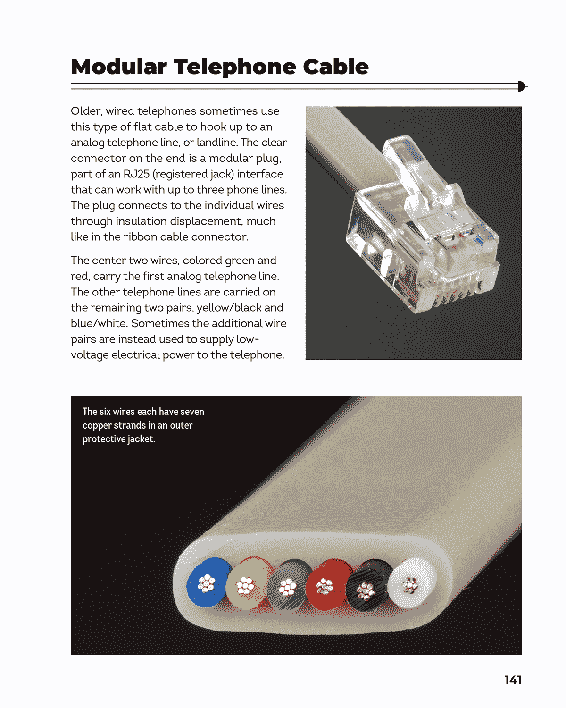 Modular Telephone Cable
Older, wired telephones sometimes use
this type of flat cable to hook up to an
analog telephone line, or landline. The clear
connector on the end is a modular plug,
part of an RJ25 (registered jack) interface
that can work with up to three phone lines.
The plug connects to the individual wires
through insulation displacement, much
like in the ribbon cable connector.
The center two wires, colored green and
red, carry the first analog telephone line.
The other telephone lines are carried on
the remaining two pairs, yellow/black and
blue/white. Sometimes the additional wire
pairs are instead used to supply low-
voltage electrical power to the telephone.
The six wires each have seven
copper strands in an outer
protective jacket.
141